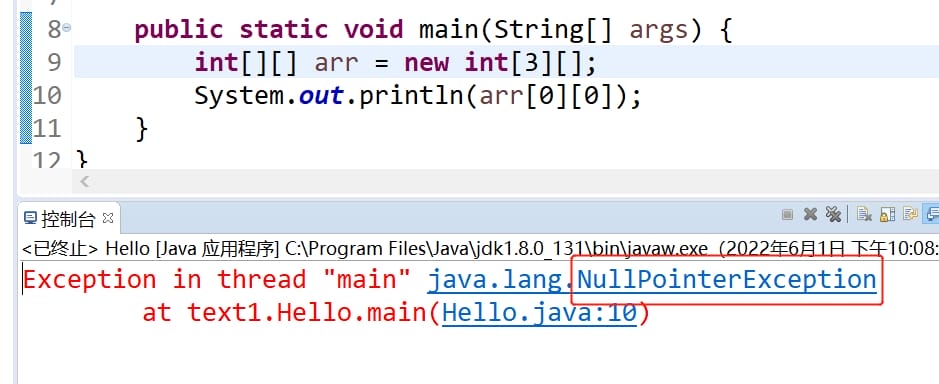 8 public static void main(String[] args) {
9 int[][] arr = new int[3][];
10 System.out.println(arr[0][0]);
11 }
12 }
控制台
<已终止> Hello [Java 应用程序] C:\Program Files\Java\jdk1.8.0_131\bin\javaw.exe (2022年6月1日 下午10:08:
Exception in thread "main" java.lang.NullPointerException
at text1.Hello.main(Hello.java:10)